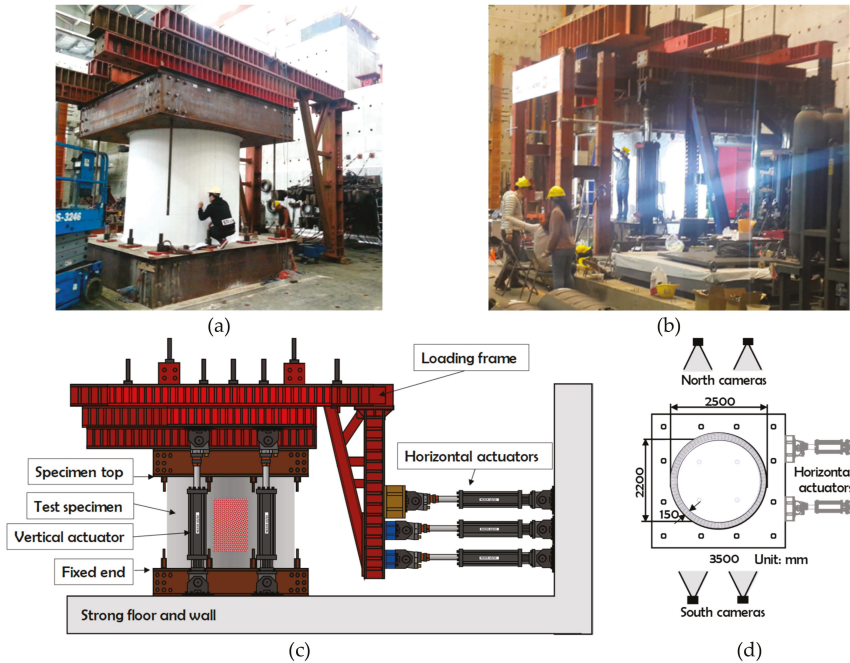 S-3246
(a)
(b)
Loading frame
Specimen top
Test specimen
Vertical actuator
Fixed end
Horizontal actuators
Strong floor and wall
(c)
North cameras
2500
2200
150
Horizontal
actuators
3500 Unit: mm
South cameras
(d)